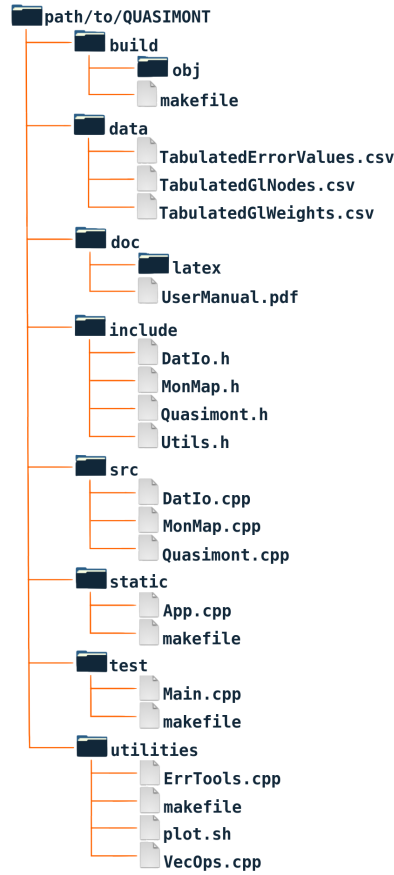 path/to/QUASIMONT
build
obj
makefile
data
TabulatedErrorValues.csv
TabulatedGlNodes.csv
TabulatedGlWeights.csv
doc
latex
UserManual.pdf
include
DatIo.h
MonMap.h
Quasimont.h
Utils.h
src
DatIo.cpp
MonMap.cpp
Quasimont.cpp
static
App.cpp
makefile
test
Main.cpp
makefile
utilities
ErrTools.cpp
makefile
plot.sh
VecOps.cpp